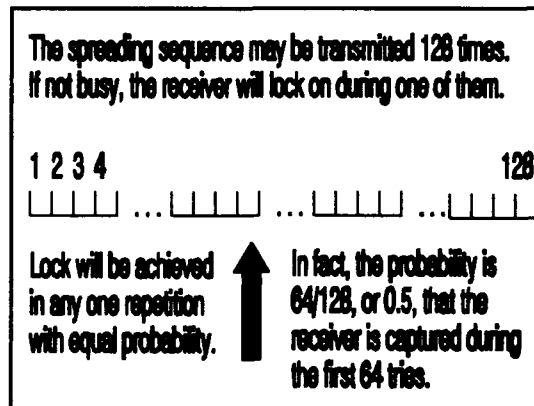 The spreading sequence may be transmitted 128 times.
If not busy, the receiver will lock on during one of them.
1 2 3 4 128
... ... ...
Lock will be achieved
in any one repetition
with equal probability.
In fact, the probability is
64/128, or 0.5, that the
receiver is captured during
the first 64 tries.